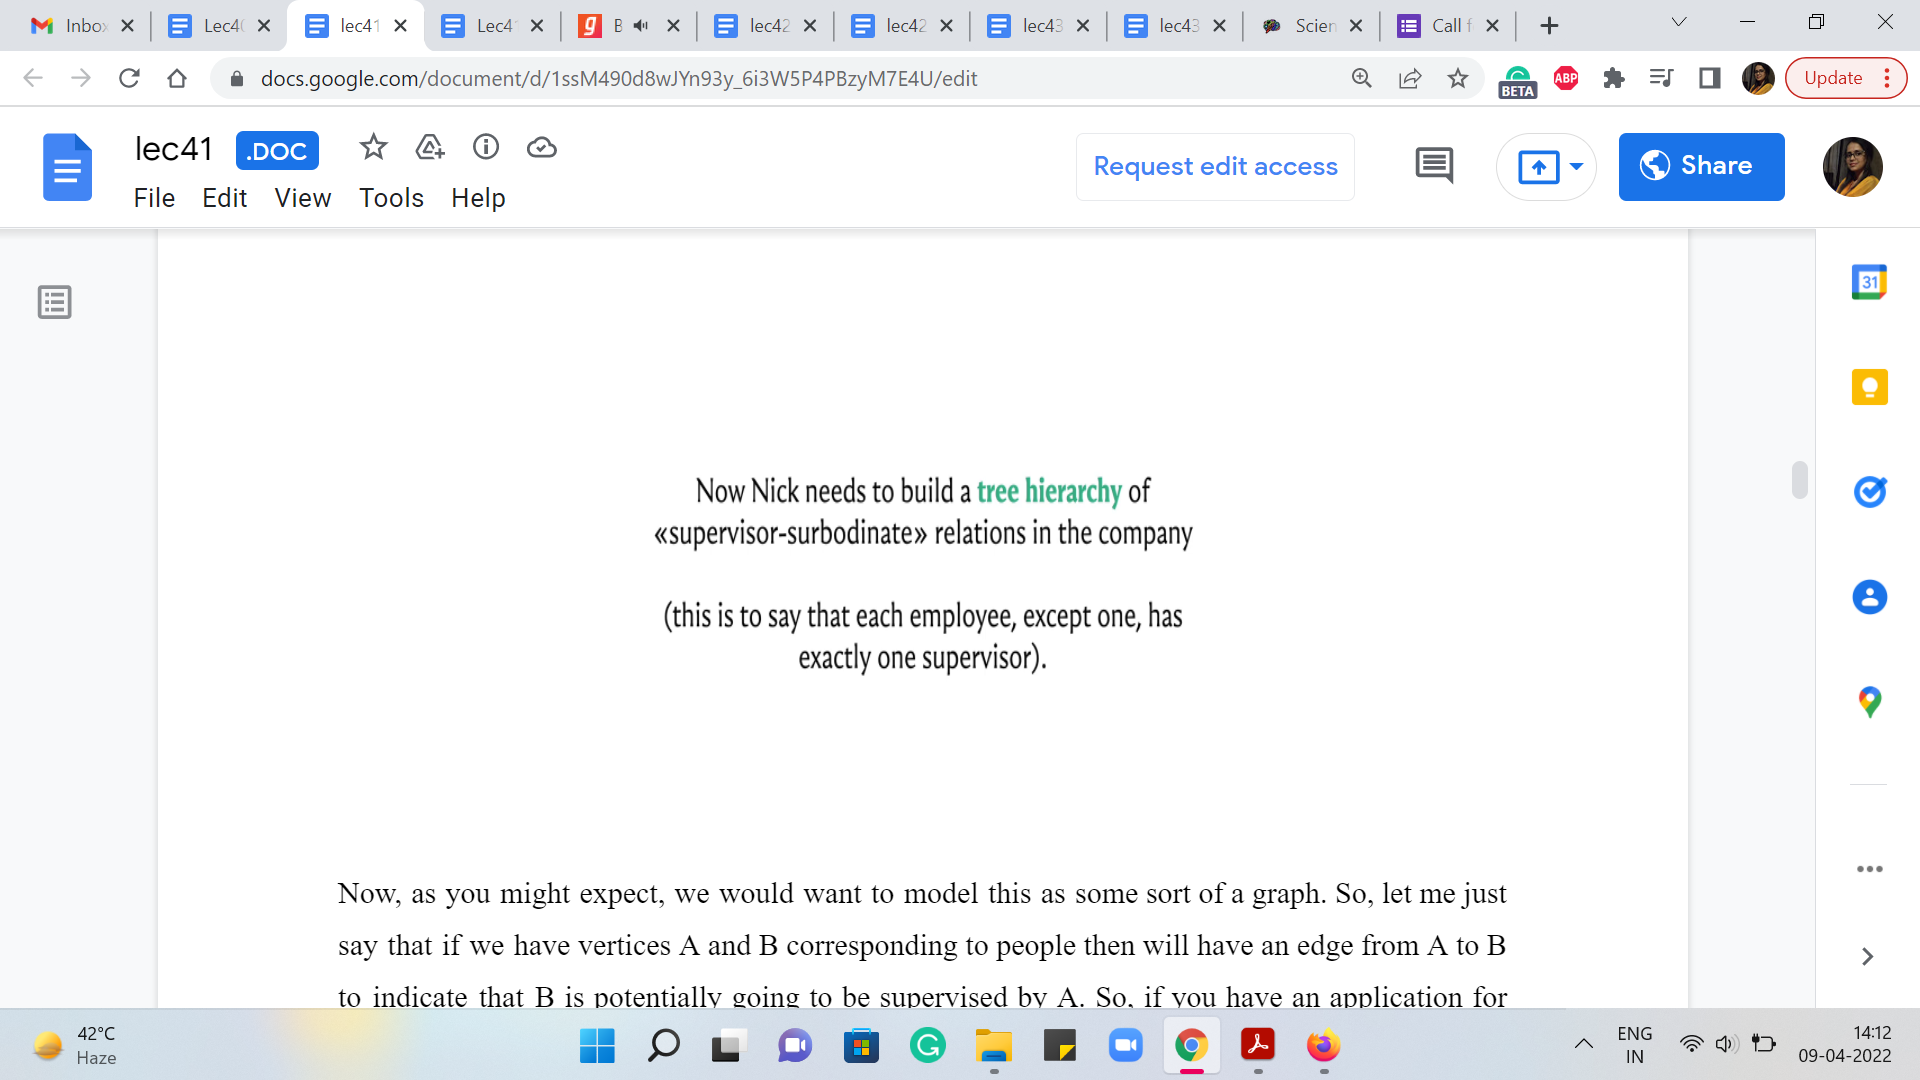 Inbox
Lec40
lec41
Lec41
B
lec42
lec42
lec43
lec43
Scien
Call f
docs.google.com/document/d/1ssM490d8wJYn93y_6i3W5P4PBzyM7E4U/edit
BETA
ABP
Update
lec41
.DOC
File Edit View Tools Help
Request edit access
Share
31
Now Nick needs to build a tree hierarchy of
«supervisor-surbodinate» relations in the company
(this is to say that each employee, except one, has
exactly one supervisor).
Now, as you might expect, we would want to model this as some sort of a graph. So, let me just
say that if we have vertices A and B corresponding to people then will have an edge from A to B
to indicate that B is potentially going to be supervised by A. So, if you have an application for
42°C
Haze
ENG
IN
14:12
09-04-2022